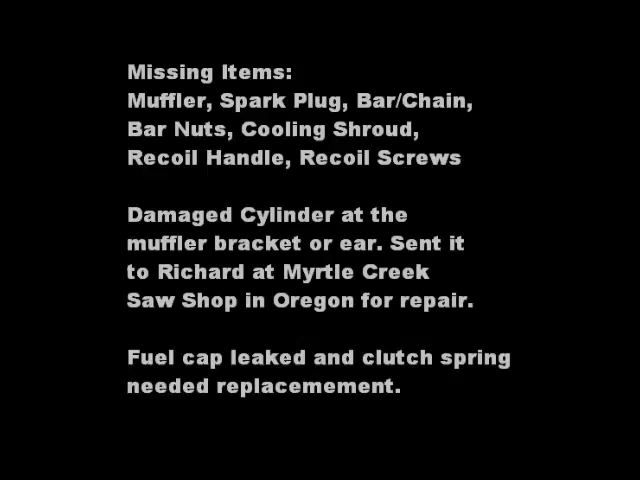 Missing Items:
Muffler, Spark Plug, Bar/Chain,
Bar Nuts, Cooling Shroud,
Recoil Handle, Recoil Screws
Damaged Cylinder at the
muffler bracket or ear. Sent it
to Richard at Myrtle Creek
Saw Shop in Oregon for repair.
Fuel cap leaked and clutch spring
needed replacemement.